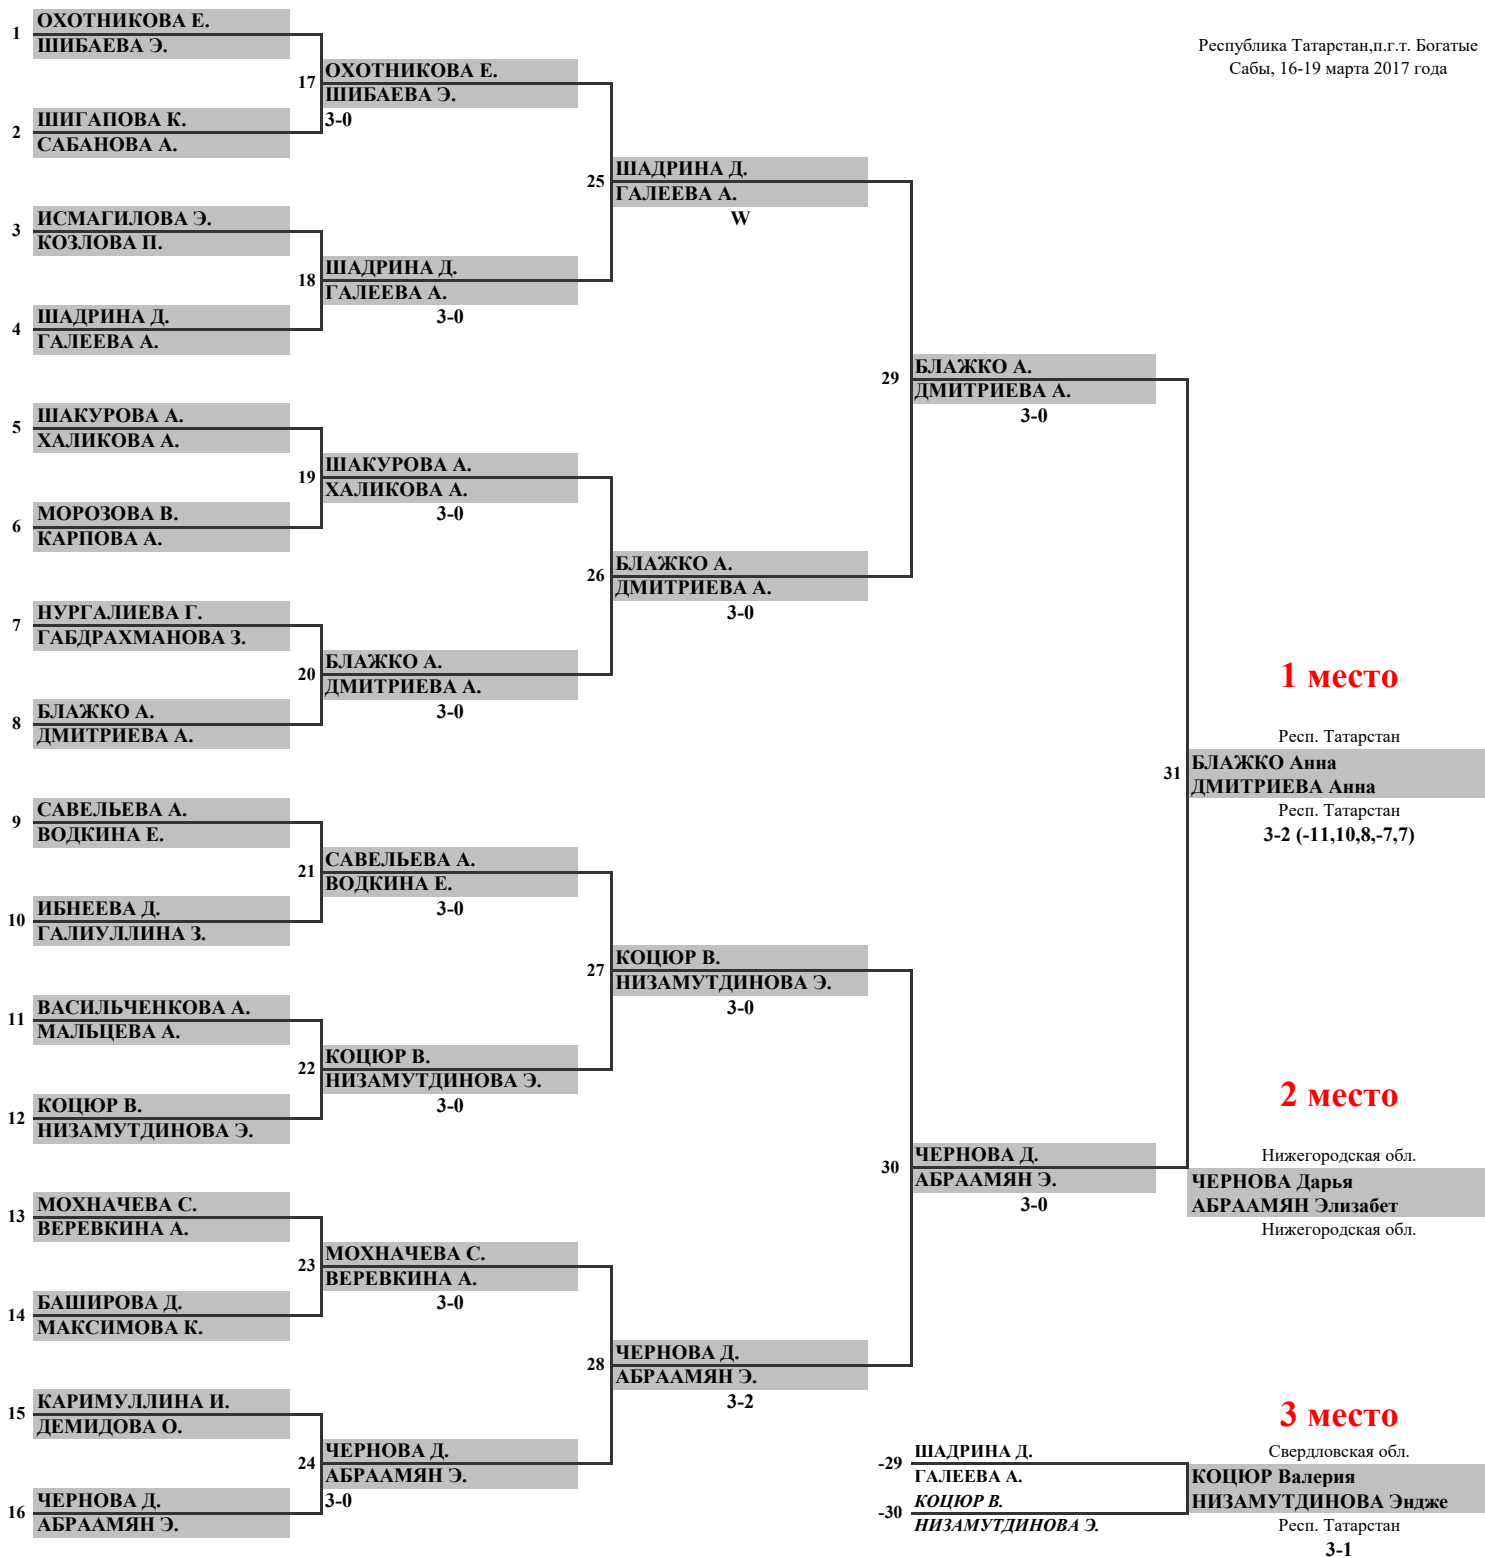 Республика Татарстан,п.г.т. Богатые
Сабы, 16-19 марта 2017 года
1
ОХОТНИКОВА Е.
ШИБАЕВА Э.
17
ОХОТНИКОВА Е.
ШИБАЕВА Э.
3-0
2
ШИГАПОВА К.
САБАНОВА А.
25
ШАДРИНА Д.
ГАЛЕЕВА А.
W
3
ИСМАГИЛОВА Э.
КОЗЛОВА П.
18
ШАДРИНА Д.
ГАЛЕЕВА А.
3-0
4
ШАДРИНА Д.
ГАЛЕЕВА А.
29
БЛАЖКО А.
ДМИТРИЕВА А.
3-0
5
ШАКУРОВА А.
ХАЛИКОВА А.
19
ШАКУРОВА А.
ХАЛИКОВА А.
3-0
6
МОРОЗОВА В.
КАРПОВА А.
26
БЛАЖКО А.
ДМИТРИЕВА А.
3-0
7
НУРГАЛИЕВА Г.
ГАБДРАХМАНОВА З.
20
БЛАЖКО А.
ДМИТРИЕВА А.
3-0
8
БЛАЖКО А.
ДМИТРИЕВА А.
1 место
Респ. Татарстан
31
БЛАЖКО Анна
ДМИТРИЕВА Анна
Респ. Татарстан
3-2 (-11,10,8,-7,7)
9
САВЕЛЬЕВА А.
ВОДКИНА Е.
21
САВЕЛЬЕВА А.
ВОДКИНА Е.
3-0
10
ИБНЕЕВА Д.
ГАЛИУЛЛИНА З.
27
КОЦЮР В.
НИЗАМУТДИНОВА Э.
3-0
11
ВАСИЛЬЧЕНКОВА А.
МАЛЬЦЕВА А.
22
КОЦЮР В.
НИЗАМУТДИНОВА Э.
3-0
12
КОЦЮР В.
НИЗАМУТДИНОВА Э.
30
ЧЕРНОВА Д.
АБРААМЯН Э.
3-0
2 место
Нижегородская обл.
ЧЕРНОВА Дарья
АБРААМЯН Элизабет
Нижегородская обл.
13
МОХНАЧЕВА С.
ВЕРЕВКИНА А.
23
МОХНАЧЕВА С.
ВЕРЕВКИНА А.
3-0
14
БАШИРОВА Д.
МАКСИМОВА К.
28
ЧЕРНОВА Д.
АБРААМЯН Э.
3-2
15
КАРИМУЛЛИНА И.
ДЕМИДОВА О.
24
ЧЕРНОВА Д.
АБРААМЯН Э.
3-0
16
ЧЕРНОВА Д.
АБРААМЯН Э.
3 место
-29
ШАДРИНА Д.
ГАЛЕЕВА А.
-30
КОЦЮР В.
НИЗАМУТДИНОВА Э.
Свердловская обл.
КОЦЮР Валерия
НИЗАМУТДИНОВА Эндже
Респ. Татарстан
3-1